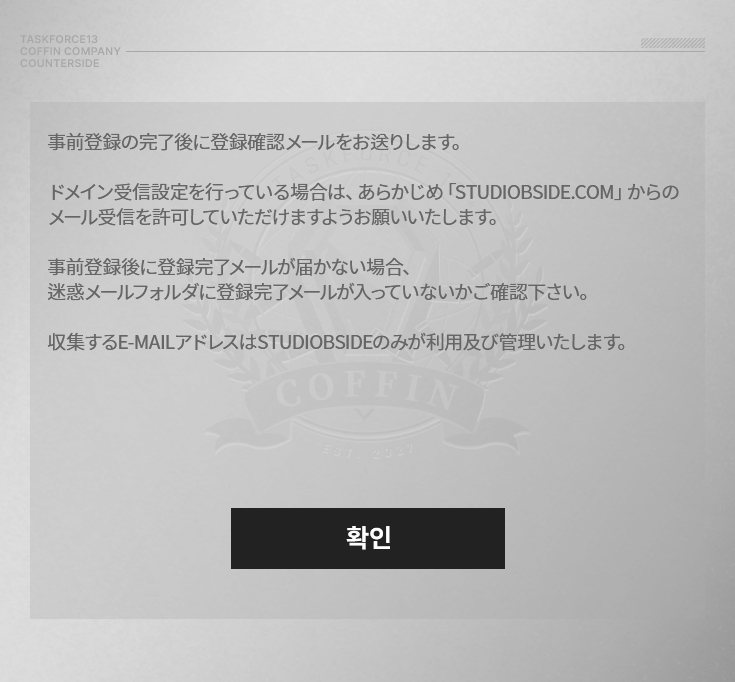 TASKFORCE13
COFFIN COMPANY
COUNTERSIDE
事前登録の完了後に登録確認メールをお送りします。
ドメイン受信設定を行っている場合は、あらかじめ「STUDIOBSIDE.COM」からの
メール受信を許可していただけますようお願いいたします。
事前登録後に登録完了メールが届かない場合、
迷惑メールフォルダに登録完了メールが入っていないかご確認下さい。
収集するE-MAILアドレスはSTUDIOBSIDEのみが利用及び管理いたします。
TASKFORCE
COFFIN
EST. 2027
확인